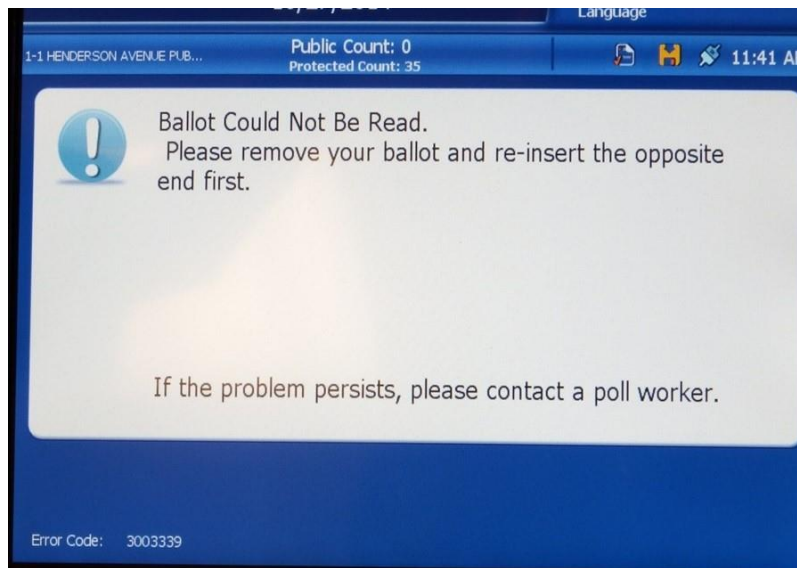 Language
1-1 HENDERSON AVENUE PUB...
Public Count: 0
Protected Count: 35
11:41
Ballot Could Not Be Read.
Please remove your ballot and re-insert the opposite
end first.
If the problem persists, please contact a poll worker.
Error Code: 3003339